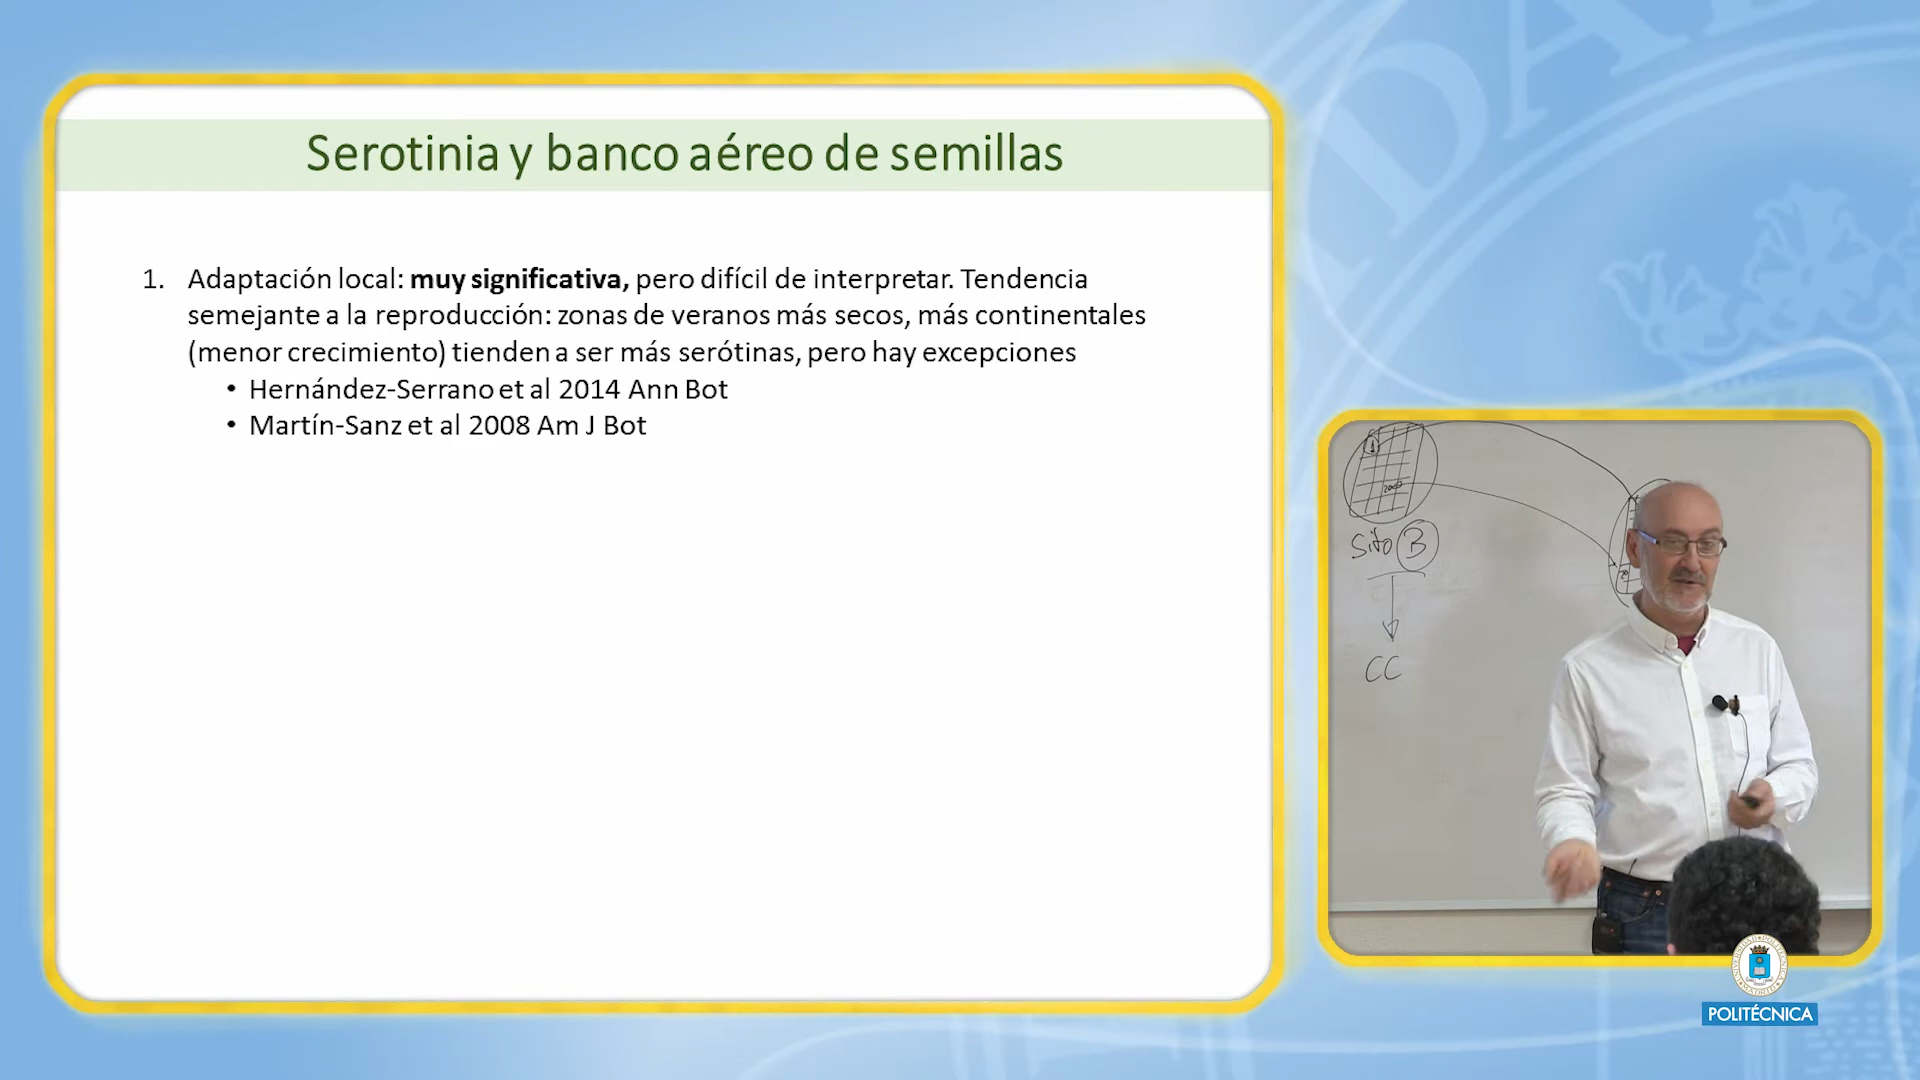 Serotinia y banco aéreo de semillas
1. Adaptación local: muy significativa, pero difícil de interpretar. Tendencia
semejante a la reproducción: zonas de veranos más secos, más continentales
(menor crecimiento) tienden a ser más serótinas, pero hay excepciones
• Hernández-Serrano et al 2014 Ann Bot
• Martín-Sanz et al 2008 Am J Bot
1
Sitio B
CC
POLITÉCNICA